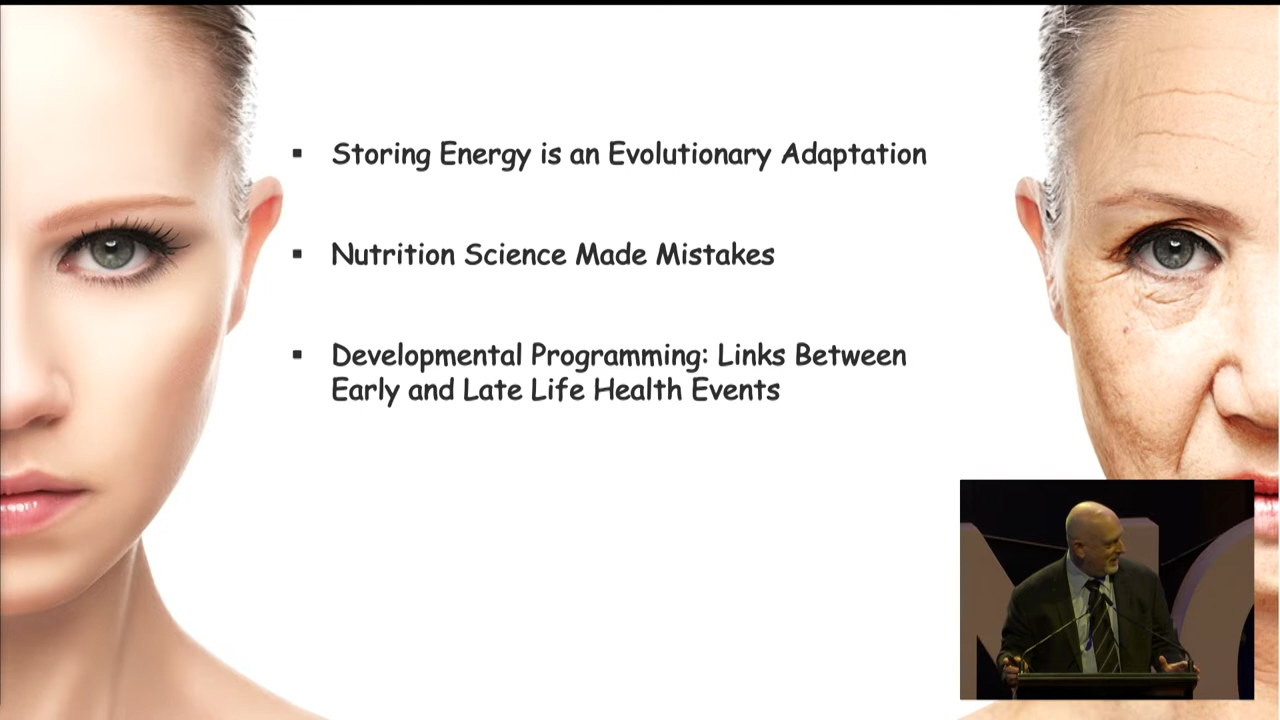 ▪ Storing Energy is an Evolutionary Adaptation
▪ Nutrition Science Made Mistakes
▪ Developmental Programming: Links Between
Early and Late Life Health Events